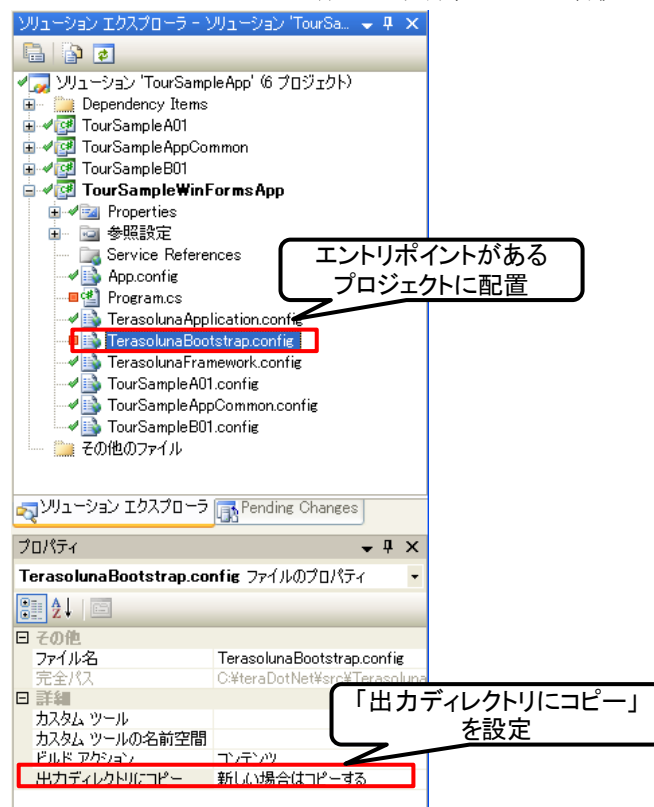 ソリューション エクスプローラ - ソリューション 'TourSa...
ソリューション 'TourSampleApp' (6 プロジェクト)
Dependency Items
TourSampleA01
TourSampleAppCommon
TourSampleB01
TourSampleWinFormsApp
Properties
参照設定
Service References
エントリポイントがある
プロジェクトに配置
App.config
Program.cs
TerasolunaApplication.config
TerasolunaBootstrap.config
TerasolunaFramework.config
TourSampleA01.config
TourSampleAppCommon.config
TourSampleB01.config
その他のファイル
ソリューション エクスプローラ Pending Changes
プロパティ
TerasolunaBootstrap.config ファイルのプロパティ
その他
ファイル名 TerasolunaBootstrap.config
完全パス C:¥teraDotNet¥src¥Terasoluna
詳細
「出力ディレクトリにコピー」
を設定
カスタム ツール
カスタム ツールの名前空間
ビルド アクション コンテンツ
出力ディレクトリにコピー 新しい場合はコピーする